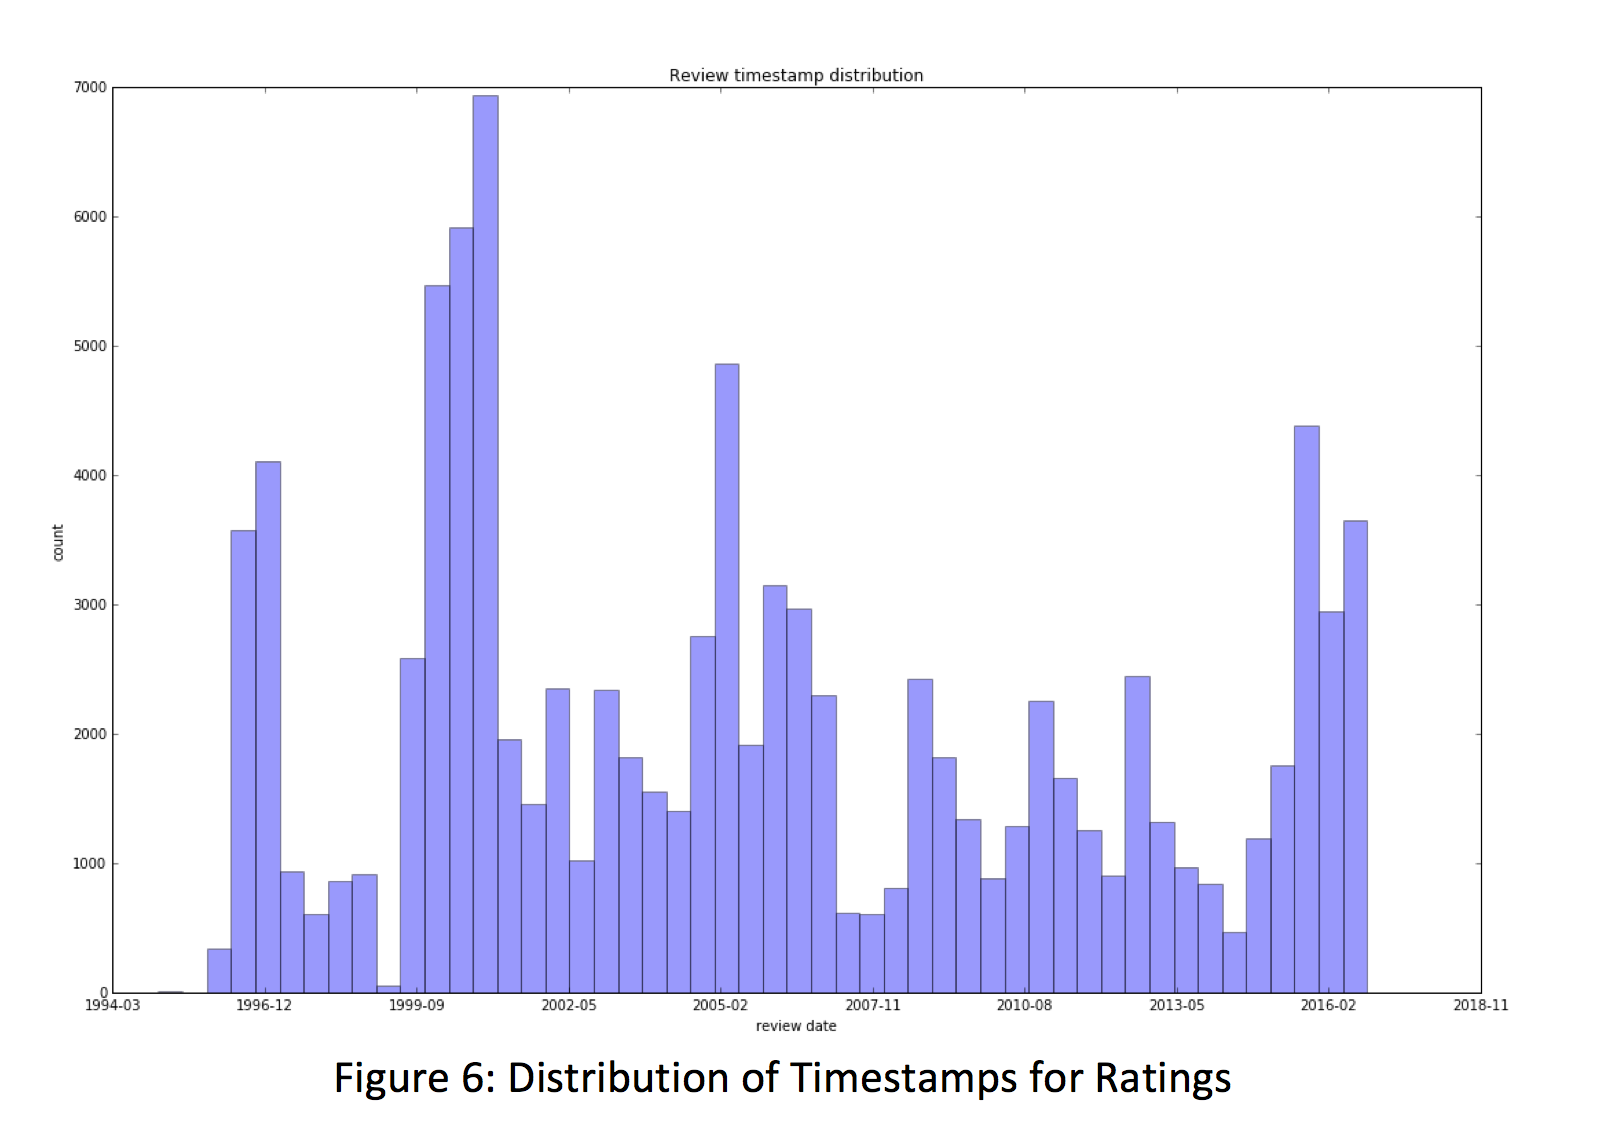 Review timestamp distribution
7000
6000
5000
4000
3000
2000
1000
0
count
1994-03 1996-12 1999-09 2002-05 2005-02 2007-11 2010-08 2013-05 2016-02 2018-11
review date
Figure 6: Distribution of Timestamps for Ratings